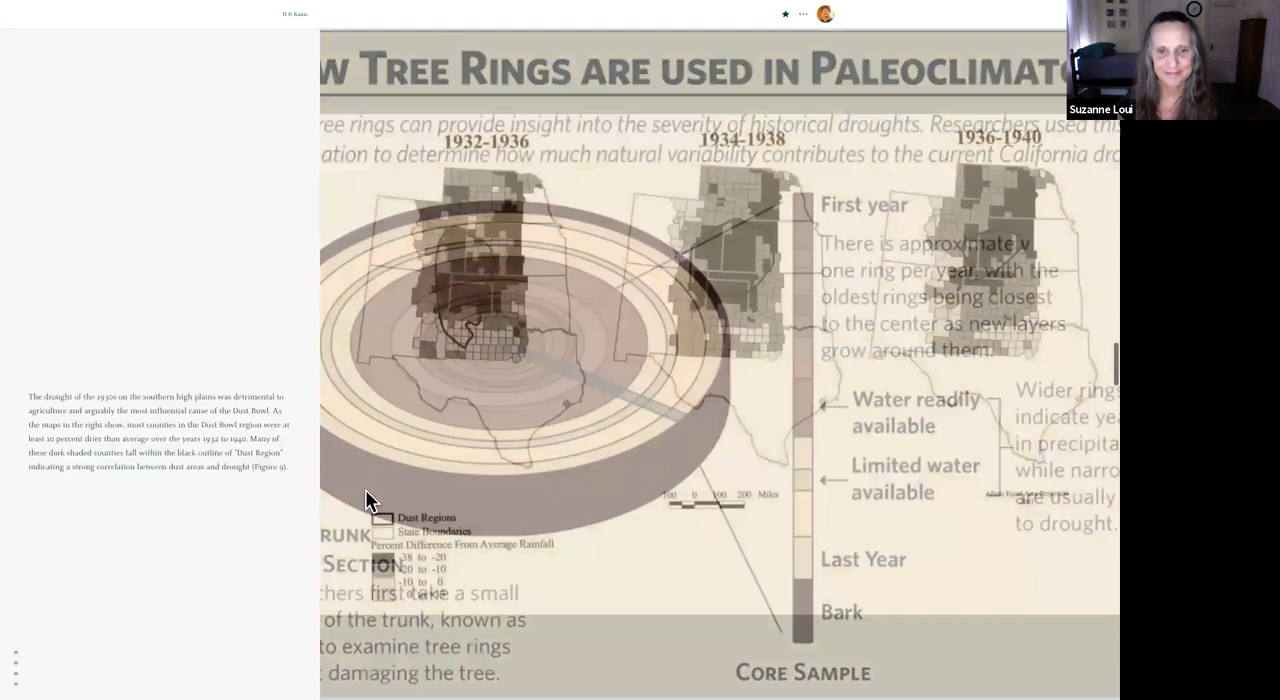 If It Rains
Suzanne Loui
W TREE RINGS ARE USED IN PALEOCLIMATO
ree rings can provide insight into the severity of historical droughts. Researchers used this
ation to determine how much natural variability contributes to the current California dro
1932-1936
1934-1938
1936-1940
First year
There is approximately
one ring per year, with the
oldest rings being closest
to the center as new layers
grow around them.
Water readily
available
Limited water
available
Wider rings
indicate yea
in precipita
while narro
are usually
to drought.
Last Year
Bark
CORE SAMPLE
100 0 100 200 Miles
The drought of the 1930s on the southern high plains was detrimental to
agriculture and arguably the most influential cause of the Dust Bowl. As
the maps to the right show, most counties in the Dust Bowl region were at
least 10 percent drier than average over the years 1932 to 1940. Many of
these dark-shaded counties fall within the black outline of "Dust Region"
indicating a strong correlation between dust areas and drought (Figure 9).
Dust Regions
State Boundaries
Percent Difference From Average Rainfall
-38 to -20
-20 to -10
-10 to 0
RUNK
SECTION
chers first take a small
of the trunk, known as
to examine tree rings
damaging the tree.